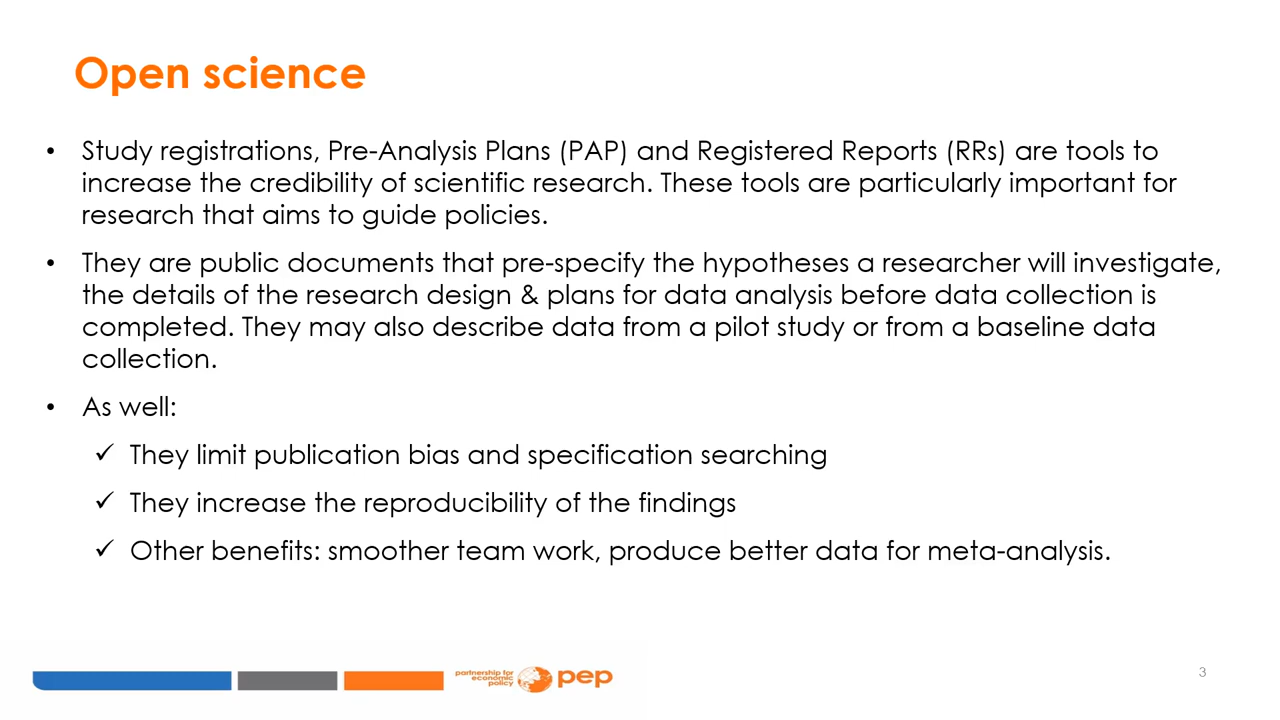 Open science
• Study registrations, Pre-Analysis Plans (PAP) and Registered Reports (RRs) are tools to
increase the credibility of scientific research. These tools are particularly important for
research that aims to guide policies.
• They are public documents that pre-specify the hypotheses a researcher will investigate,
the details of the research design & plans for data analysis before data collection is
completed. They may also describe data from a pilot study or from a baseline data
collection.
• As well:
✓ They limit publication bias and specification searching
✓ They increase the reproducibility of the findings
✓ Other benefits: smoother team work, produce better data for meta-analysis.
partnership for
economic
policy
pep
3